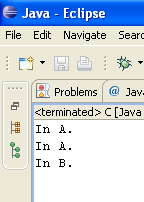 Java - Eclipse
File Edit Navigate Searc
Problems @ Java
<terminated> C [Java
In A.
In A.
In B.